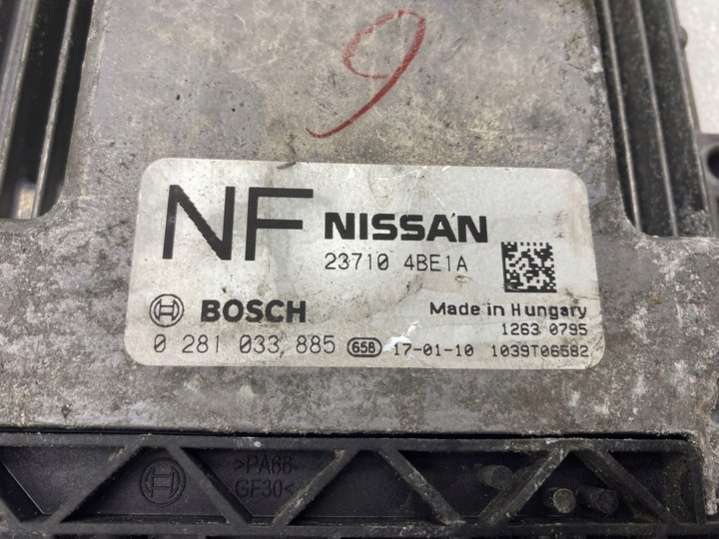 9
NF NISSAN
23710 4BE1A
BOSCH Made in Hungary
1263 0795
0 281 033 885 658 17-01-10 1039T06582
>PA66-
GF30<